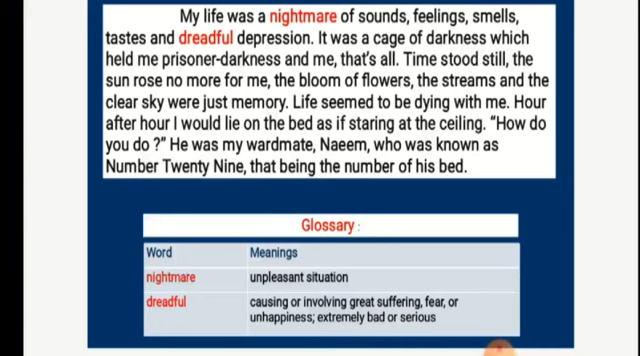 My life was a nightmare of sounds, feelings, smells,
tastes and dreadful depression. It was a cage of darkness which
held me prisoner-darkness and me, that's all. Time stood still, the
sun rose no more for me, the bloom of flowers, the streams and the
clear sky were just memory. Life seemed to be dying with me. Hour
after hour I would lie on the bed as if staring at the ceiling. “How do
you do ?” He was my wardmate, Naeem, who was known as
Number Twenty Nine, that being the number of his bed.
Glossary :
Word Meanings
nightmare unpleasant situation
dreadful causing or involving great suffering, fear, or
unhappiness; extremely bad or serious